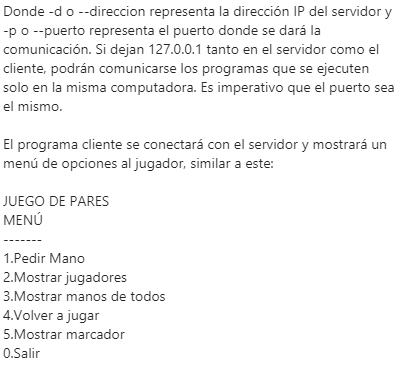 Donde -d o --direccion representa la dirección IP del servidor y
-p o --puerto representa el puerto donde se dará la
comunicación. Si dejan 127.0.0.1 tanto en el servidor como el
cliente, podrán comunicarse los programas que se ejecuten
solo en la misma computadora. Es imperativo que el puerto sea
el mismo.
El programa cliente se conectará con el servidor y mostrará un
menú de opciones al jugador, similar a este:
JUEGO DE PARES
MENÚ
-------
1.Pedir Mano
2.Mostrar jugadores
3.Mostrar manos de todos
4.Volver a jugar
5.Mostrar marcador
0.Salir